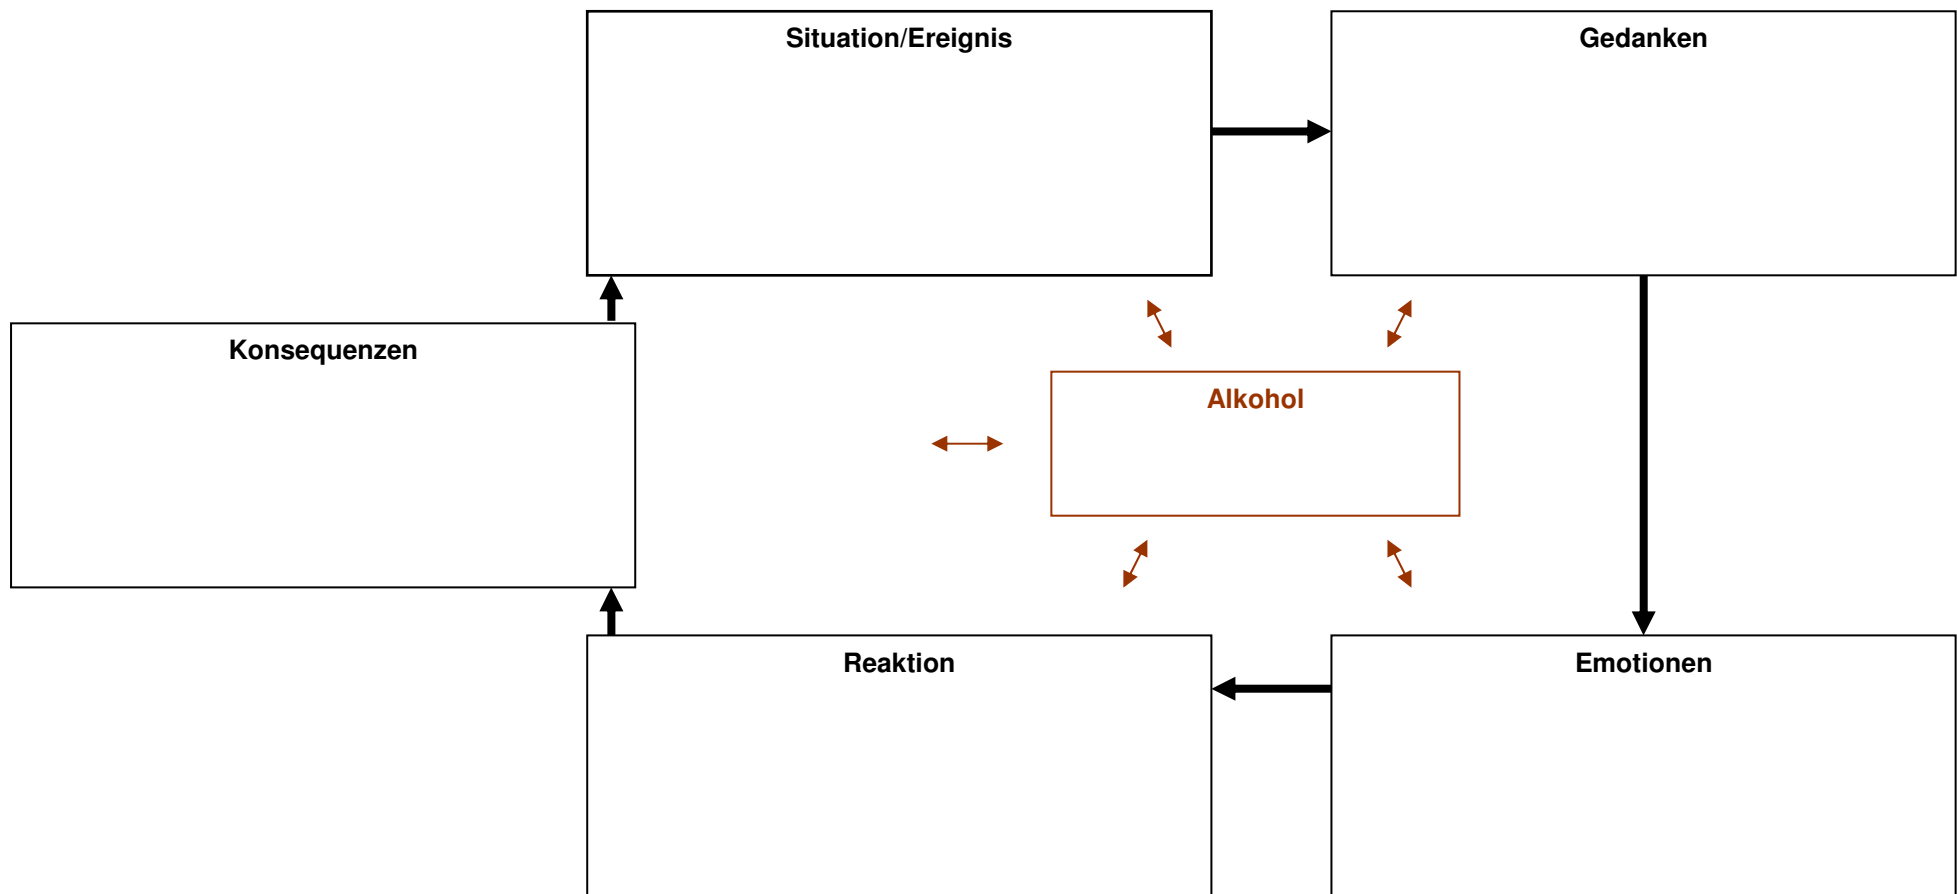 Situation/Ereignis
Gedanken
Konsequenzen
Alkohol
Reaktion
Emotionen